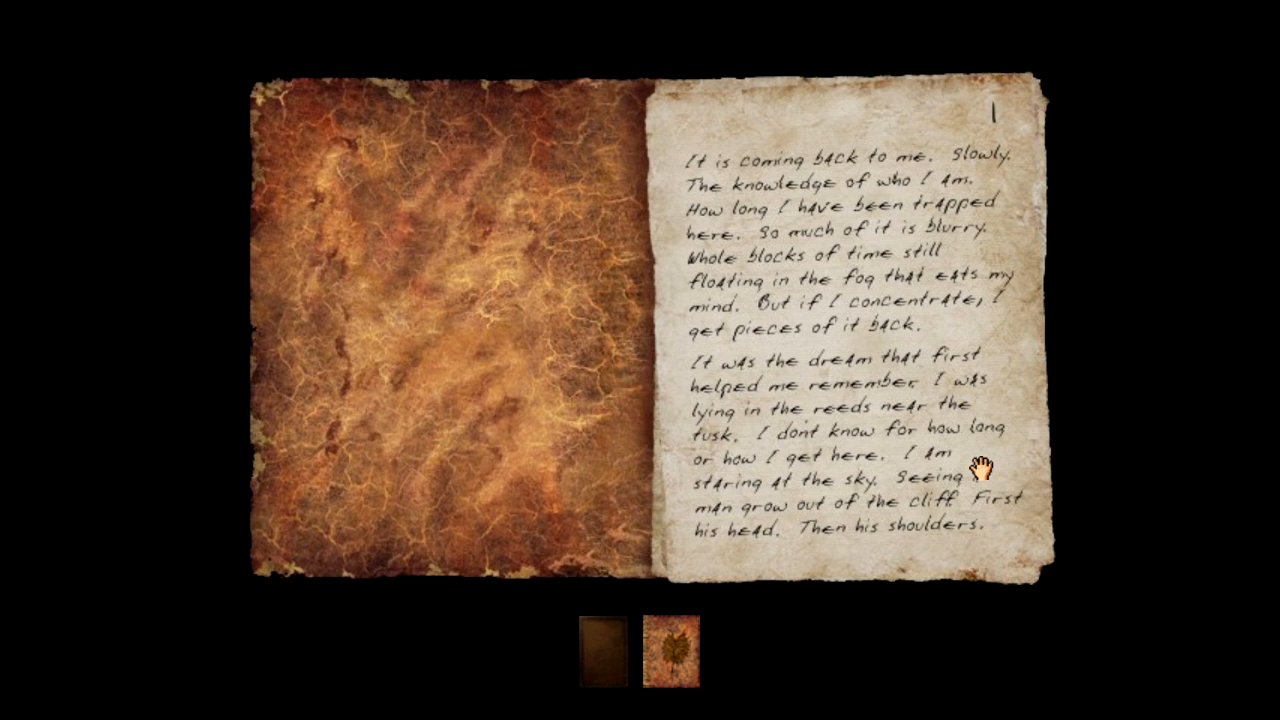 1
It is coming back to me. Slowly.
The knowledge of who I am.
How long I have been trapped
here. So much of it is blurry.
Whole blocks of time still
floating in the fog that eats my
mind. But if I concentrate, I
get pieces of it back.
It was the dream that first
helped me remember. I was
lying in the reeds near the
tusk. I don't know for how long
or how I get here. I am
staring at the sky. Seeing
man grow out of the cliff. First
his head. Then his shoulders.